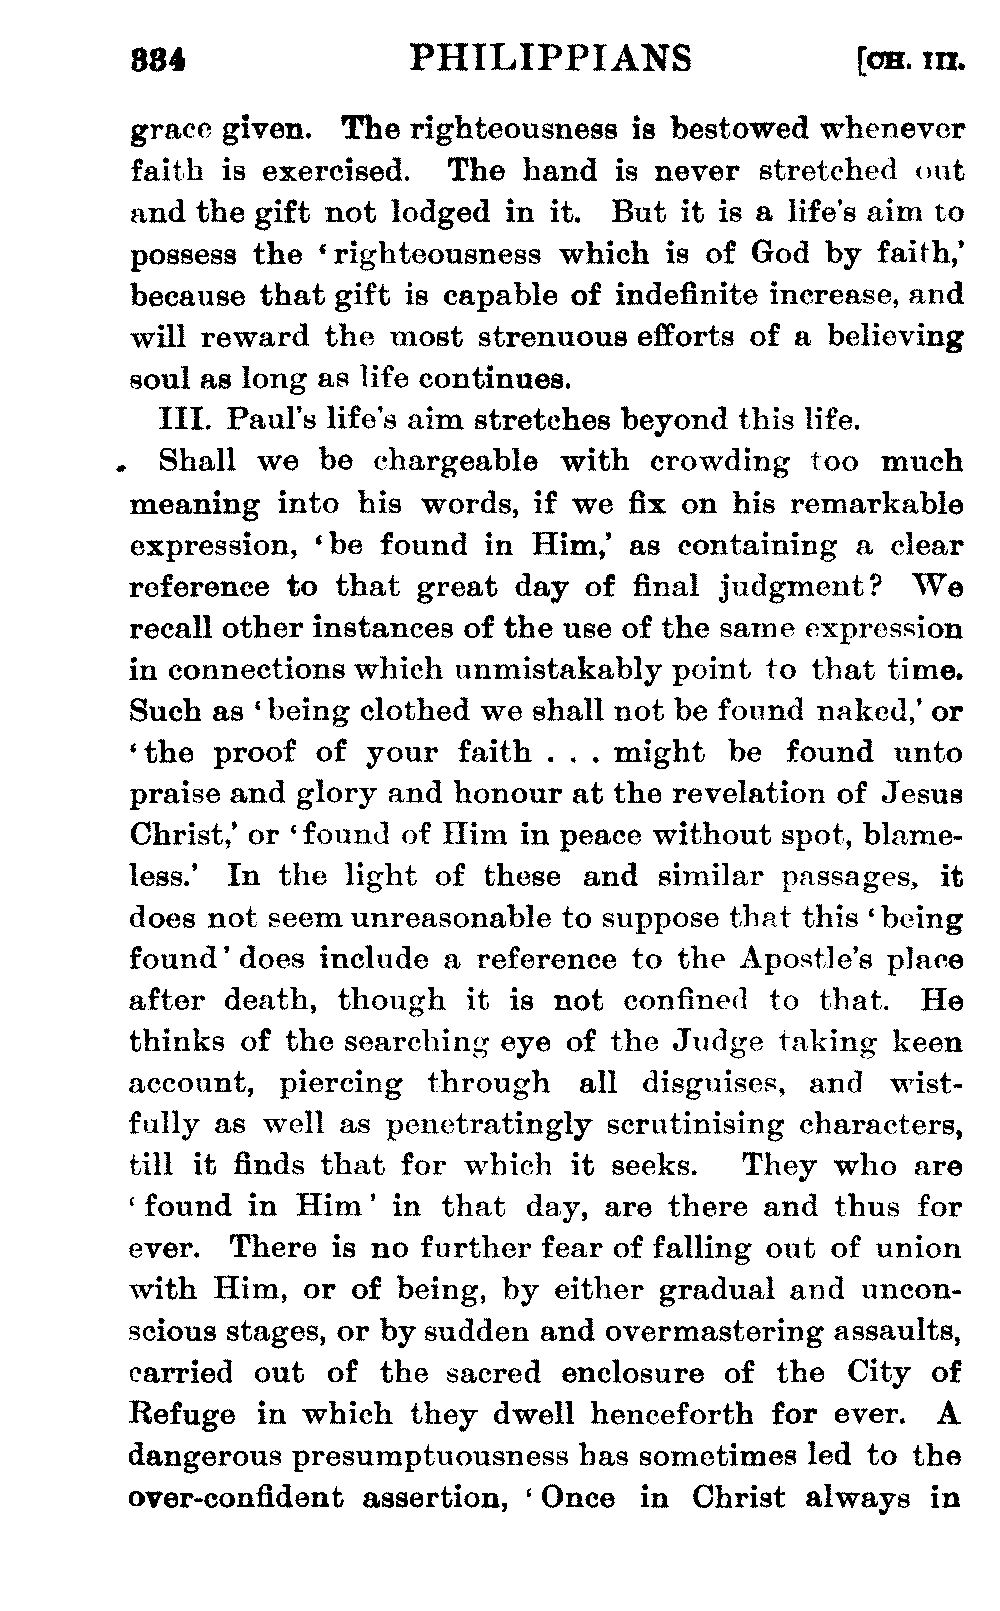 334 PHILIPPIANS [CH. III.
grace given. The righteousness is bestowed whenever
faith is exercised. The hand is never stretched out
and the gift not lodged in it. But it is a life's aim to
possess the ‘righteousness which is of God by faith,’
because that gift is capable of indefinite increase, and
will reward the most strenuous efforts of a believing
soul as long as life continues.
III. Paul's life's aim stretches beyond this life.
Shall we be chargeable with crowding too much
meaning into his words, if we fix on his remarkable
expression, ‘be found in Him,’ as containing a clear
reference to that great day of final judgment? We
recall other instances of the use of the same expression
in connections which unmistakably point to that time.
Such as ‘being clothed we shall not be found naked,’ or
‘the proof of your faith . . . might be found unto
praise and glory and honour at the revelation of Jesus
Christ,’ or ‘found of Him in peace without spot, blame-
less.’ In the light of these and similar passages, it
does not seem unreasonable to suppose that this ‘being
found’ does include a reference to the Apostle's place
after death, though it is not confined to that. He
thinks of the searching eye of the Judge taking keen
account, piercing through all disguises, and wist-
fully as well as penetratingly scrutinising characters,
till it finds that for which it seeks. They who are
‘found in Him’ in that day, are there and thus for
ever. There is no further fear of falling out of union
with Him, or of being, by either gradual and uncon-
scious stages, or by sudden and overmastering assaults,
carried out of the sacred enclosure of the City of
Refuge in which they dwell henceforth for ever. A
dangerous presumptuousness has sometimes led to the
over-confident assertion, ‘Once in Christ always in